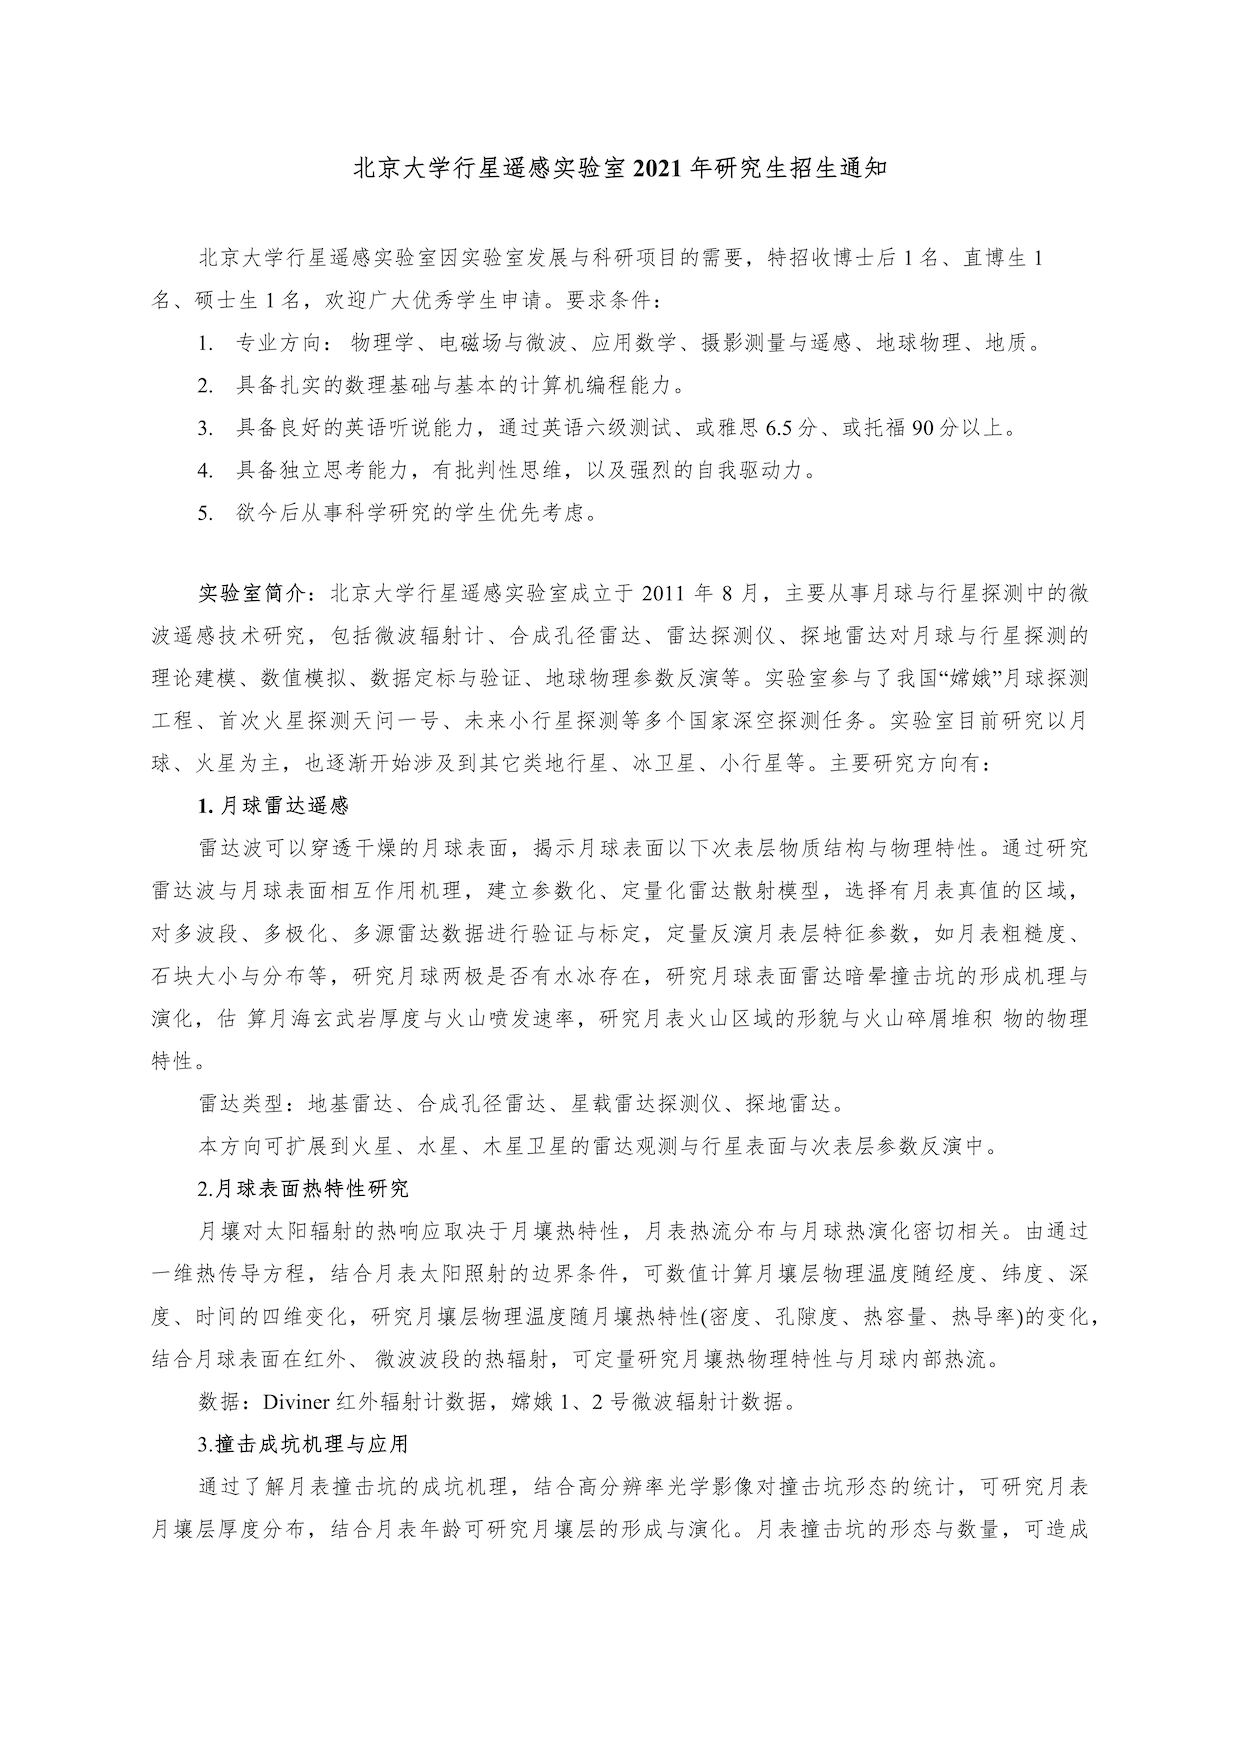 北京大学行星遥感实验室 2021 年研究生招生通知
北京大学行星遥感实验室因实验室发展与科研项目的需要，特招收博士后 1 名、直博生 1
名、硕士生 1 名，欢迎广大优秀学生申请。要求条件：
1. 专业方向： 物理学、电磁场与微波、应用数学、摄影测量与遥感、地球物理、地质。
2. 具备扎实的数理基础与基本的计算机编程能力。
3. 具备良好的英语听说能力，通过英语六级测试、或雅思 6.5 分、或托福 90 分以上。
4. 具备独立思考能力，有批判性思维，以及强烈的自我驱动力。
5. 欲今后从事科学研究的学生优先考虑。
实验室简介：北京大学行星遥感实验室成立于 2011 年 8 月，主要从事月球与行星探测中的微
波遥感技术研究，包括微波辐射计、合成孔径雷达、雷达探测仪、探地雷达对月球与行星探测的
理论建模、数值模拟、数据定标与验证、地球物理参数反演等。实验室参与了我国“嫦娥”月球探测
工程、首次火星探测天问一号、未来小行星探测等多个国家深空探测任务。实验室目前研究以月
球、火星为主，也逐渐开始涉及到其它类地行星、冰卫星、小行星等。主要研究方向有：
1. 月球雷达遥感
雷达波可以穿透干燥的月球表面，揭示月球表面以下次表层物质结构与物理特性。通过研究
雷达波与月球表面相互作用机理，建立参数化、定量化雷达散射模型，选择有月表真值的区域，
对多波段、多极化、多源雷达数据进行验证与标定，定量反演月表层特征参数，如月表粗糙度、
石块大小与分布等，研究月球两极是否有水冰存在，研究月球表面雷达暗晕撞击坑的形成机理与
演化，估 算月海玄武岩厚度与火山喷发速率，研究月表火山区域的形貌与火山碎屑堆积 物的物理
特性。
雷达类型：地基雷达、合成孔径雷达、星载雷达探测仪、探地雷达。
本方向可扩展到火星、水星、木星卫星的雷达观测与行星表面与次表层参数反演中。
2.月球表面热特性研究
月壤对太阳辐射的热响应取决于月壤热特性，月表热流分布与月球热演化密切相关。由通过
一维热传导方程，结合月表太阳照射的边界条件，可数值计算月壤层物理温度随经度、纬度、深
度、时间的四维变化，研究月壤层物理温度随月壤热特性(密度、孔隙度、热容量、热导率)的变化，
结合月球表面在红外、 微波波段的热辐射，可定量研究月壤热物理特性与月球内部热流。
数据：Diviner 红外辐射计数据，嫦娥 1、2 号微波辐射计数据。
3.撞击成坑机理与应用
通过了解月表撞击坑的成坑机理，结合高分辨率光学影像对撞击坑形态的统计，可研究月表
月壤层厚度分布，结合月表年龄可研究月壤层的形成与演化。月表撞击坑的形态与数量，可造成